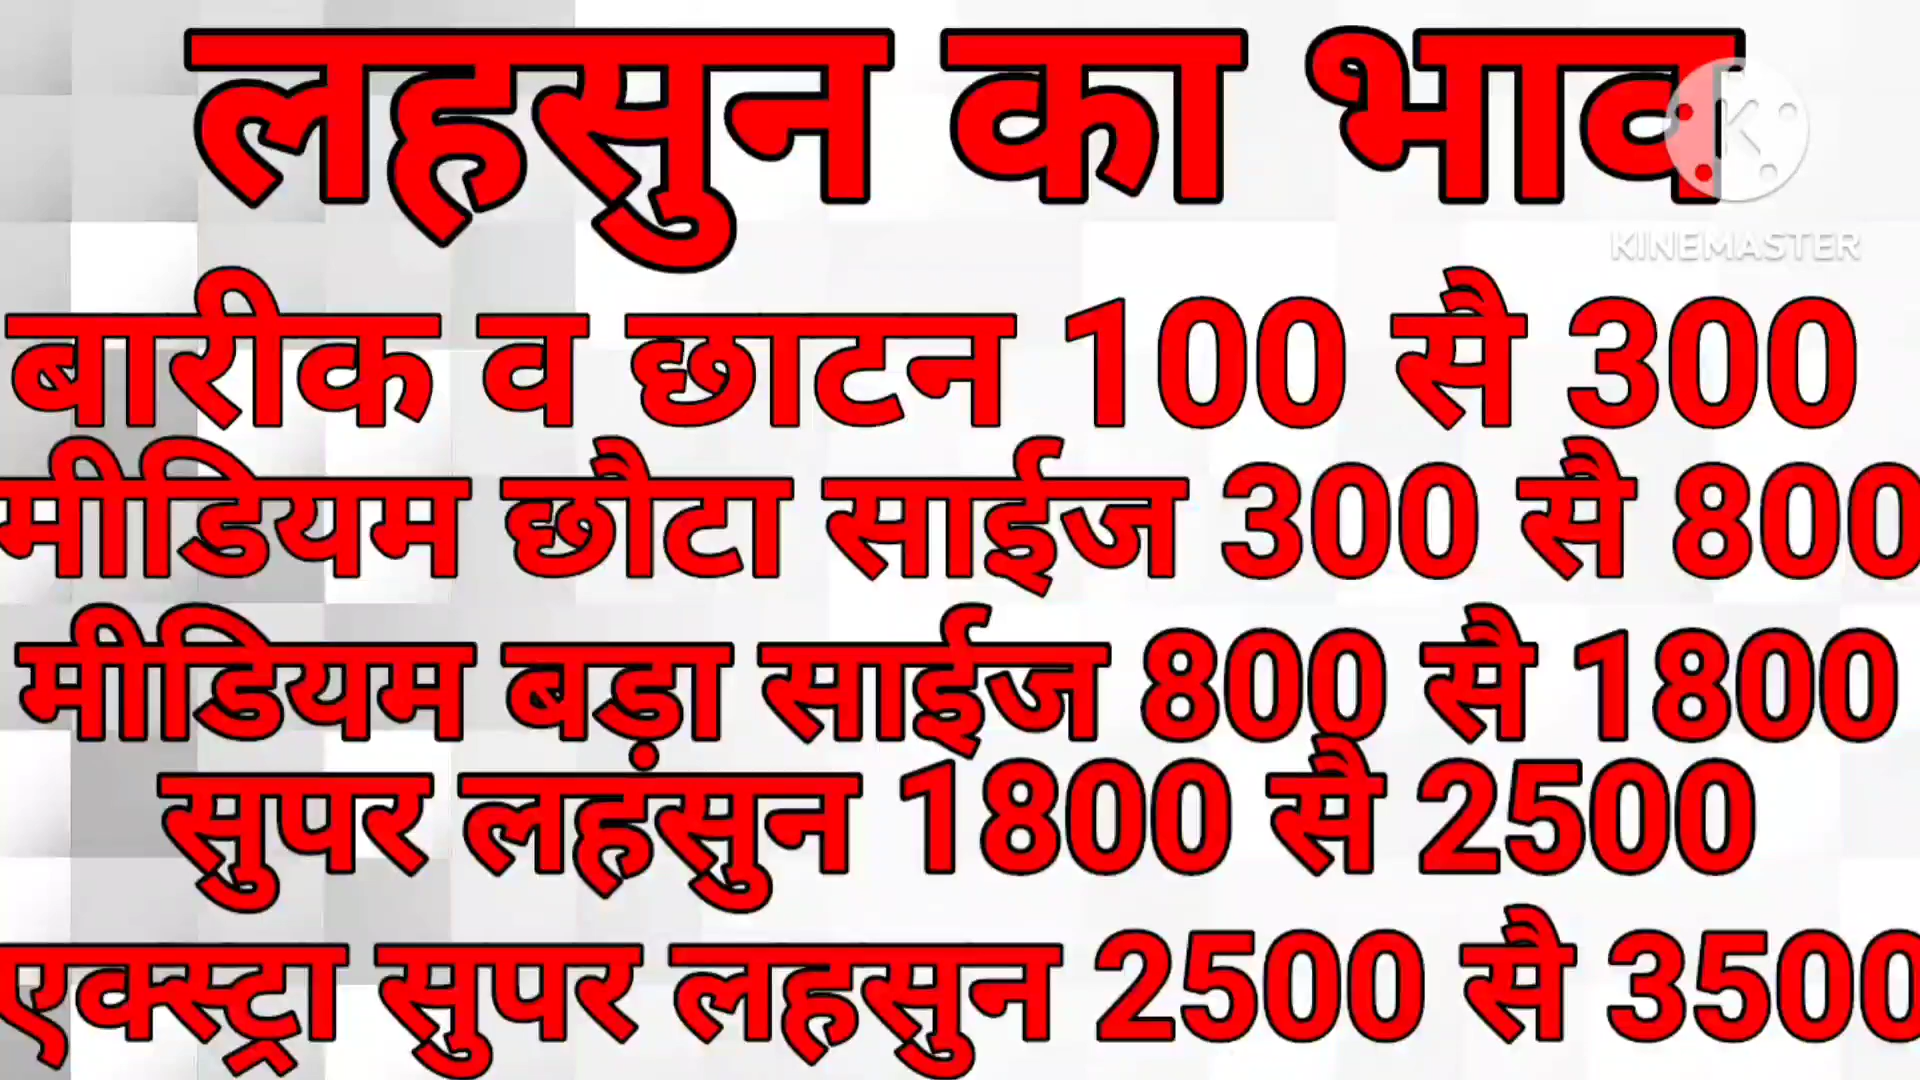 लहसुन का भाव
KINEMASTER
बारीक व छाटन 100 सै 300
मीडियम छौटा साईज 300 सै 800
मीडियम बड़ा साईज 800 सै 1800
सुपर लहंसुन 1800 सै 2500
एक्स्ट्रा सुपर लहसुन 2500 सै 3500